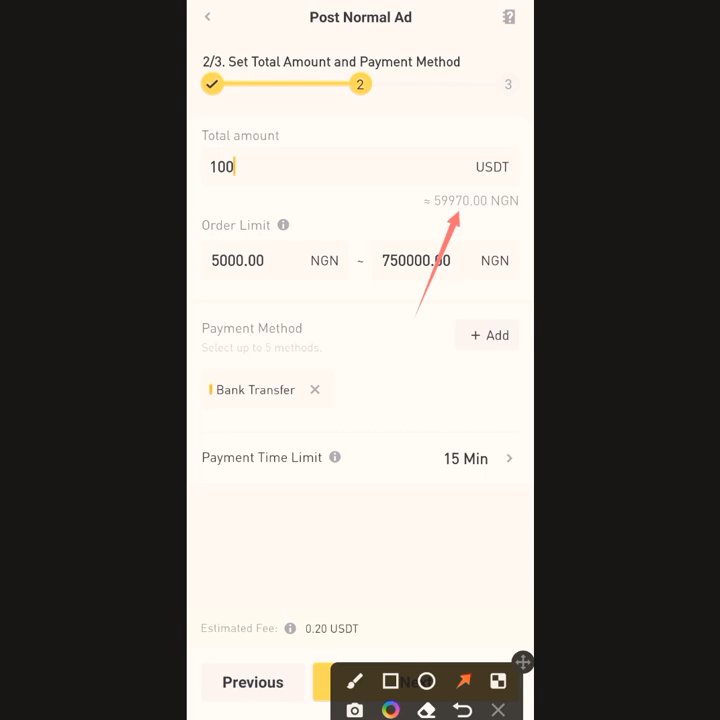 Post Normal Ad
2/3. Set Total Amount and Payment Method
2
3
Total amount
100 USDT
≈ 59970.00 NGN
Order Limit
5000.00 NGN ~ 750000.00 NGN
Payment Method
+ Add
Select up to 5 methods.
Bank Transfer
Payment Time Limit 15 Min
Estimated Fee: 0.20 USDT
Previous